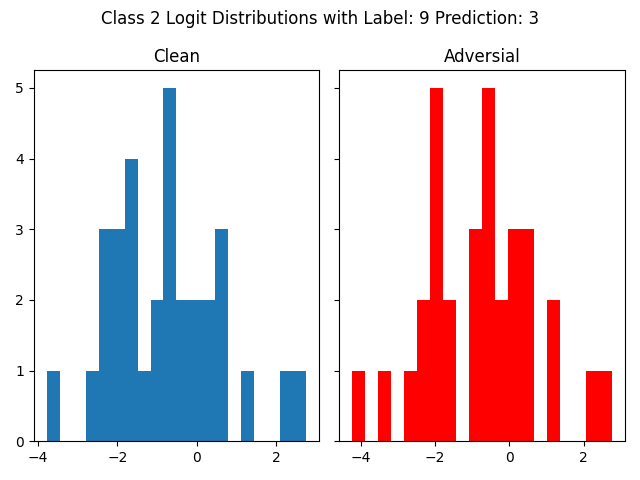 Class 2 Logit Distributions with Label: 9 Prediction: 3
Clean
Adversial
5
4
3
2
1
0
−4 −2 0 2
−4 −2 0 2